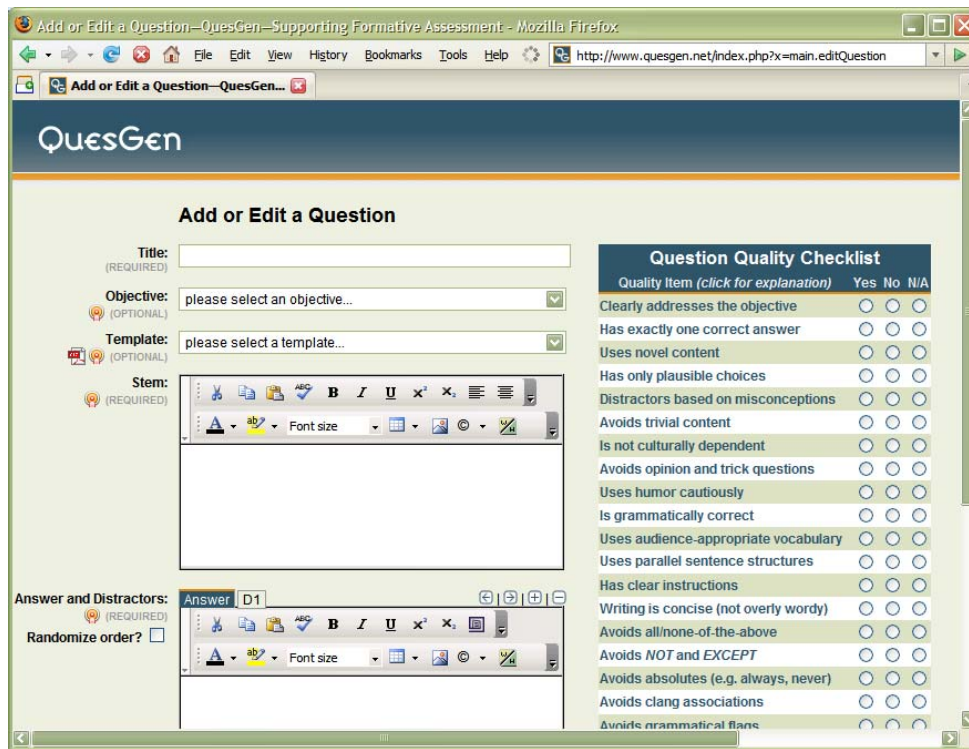 Add or Edit a Question—QuesGen—Supporting Formative Assessment - Mozilla Firefox
File Edit View History Bookmarks Tools Help http://www.quesgen.net/index.php?x=main.editQuestion
Add or Edit a Question—QuesGen...
QuesGen
Add or Edit a Question
Title:
(REQUIRED)
Objective: please select an objective...
(OPTIONAL)
Template: please select a template...
(OPTIONAL)
Stem:
(REQUIRED)
ABC B I U x² x₂
A ab Font size ©
Answer and Distractors: Answer D1
(REQUIRED)
Randomize order?
ABC B I U x² x₂
A ab Font size ©
Question Quality Checklist
Quality Item (click for explanation) Yes No N/A
Clearly addresses the objective
Has exactly one correct answer
Uses novel content
Has only plausible choices
Distractors based on misconceptions
Avoids trivial content
Is not culturally dependent
Avoids opinion and trick questions
Uses humor cautiously
Is grammatically correct
Uses audience-appropriate vocabulary
Uses parallel sentence structures
Has clear instructions
Writing is concise (not overly wordy)
Avoids all/none-of-the-above
Avoids NOT and EXCEPT
Avoids absolutes (e.g. always, never)
Avoids clang associations
Avoids grammatical flags